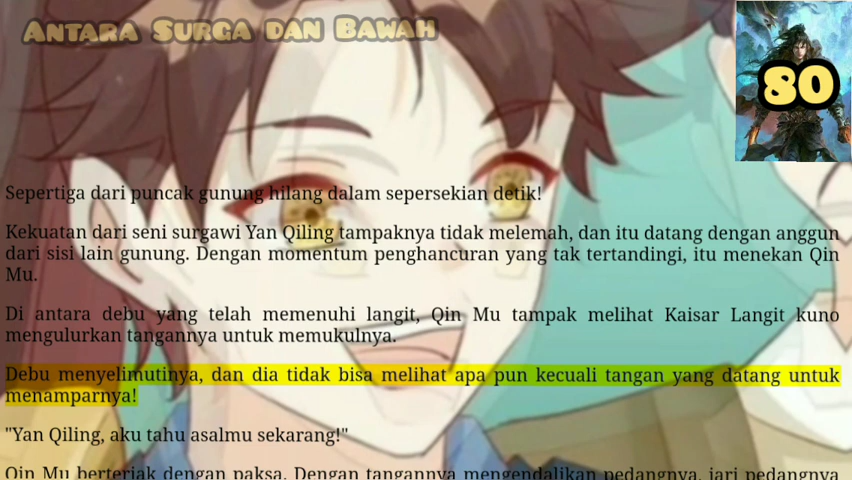 Antara Surga dan Bawah
80
Sepertiga dari puncak gunung hilang dalam sepersekian detik!
Kekuatan dari seni surgawi Yan Qiling tampaknya tidak melemah, dan itu datang dengan anggun
dari sisi lain gunung. Dengan momentum penghancuran yang tak tertandingi, itu menekan Qin
Mu.
Di antara debu yang telah memenuhi langit, Qin Mu tampak melihat Kaisar Langit kuno
mengulurkan tangannya untuk memukulnya.
Debu menyelimutinya, dan dia tidak bisa melihat apa pun kecuali tangan yang datang untuk
menamparnya!
"Yan Qiling, aku tahu asalmu sekarang!"
Qin Mu berteriak dengan paksa. Dengan tangannya mengendalikan pedangnya, jari pedangnya